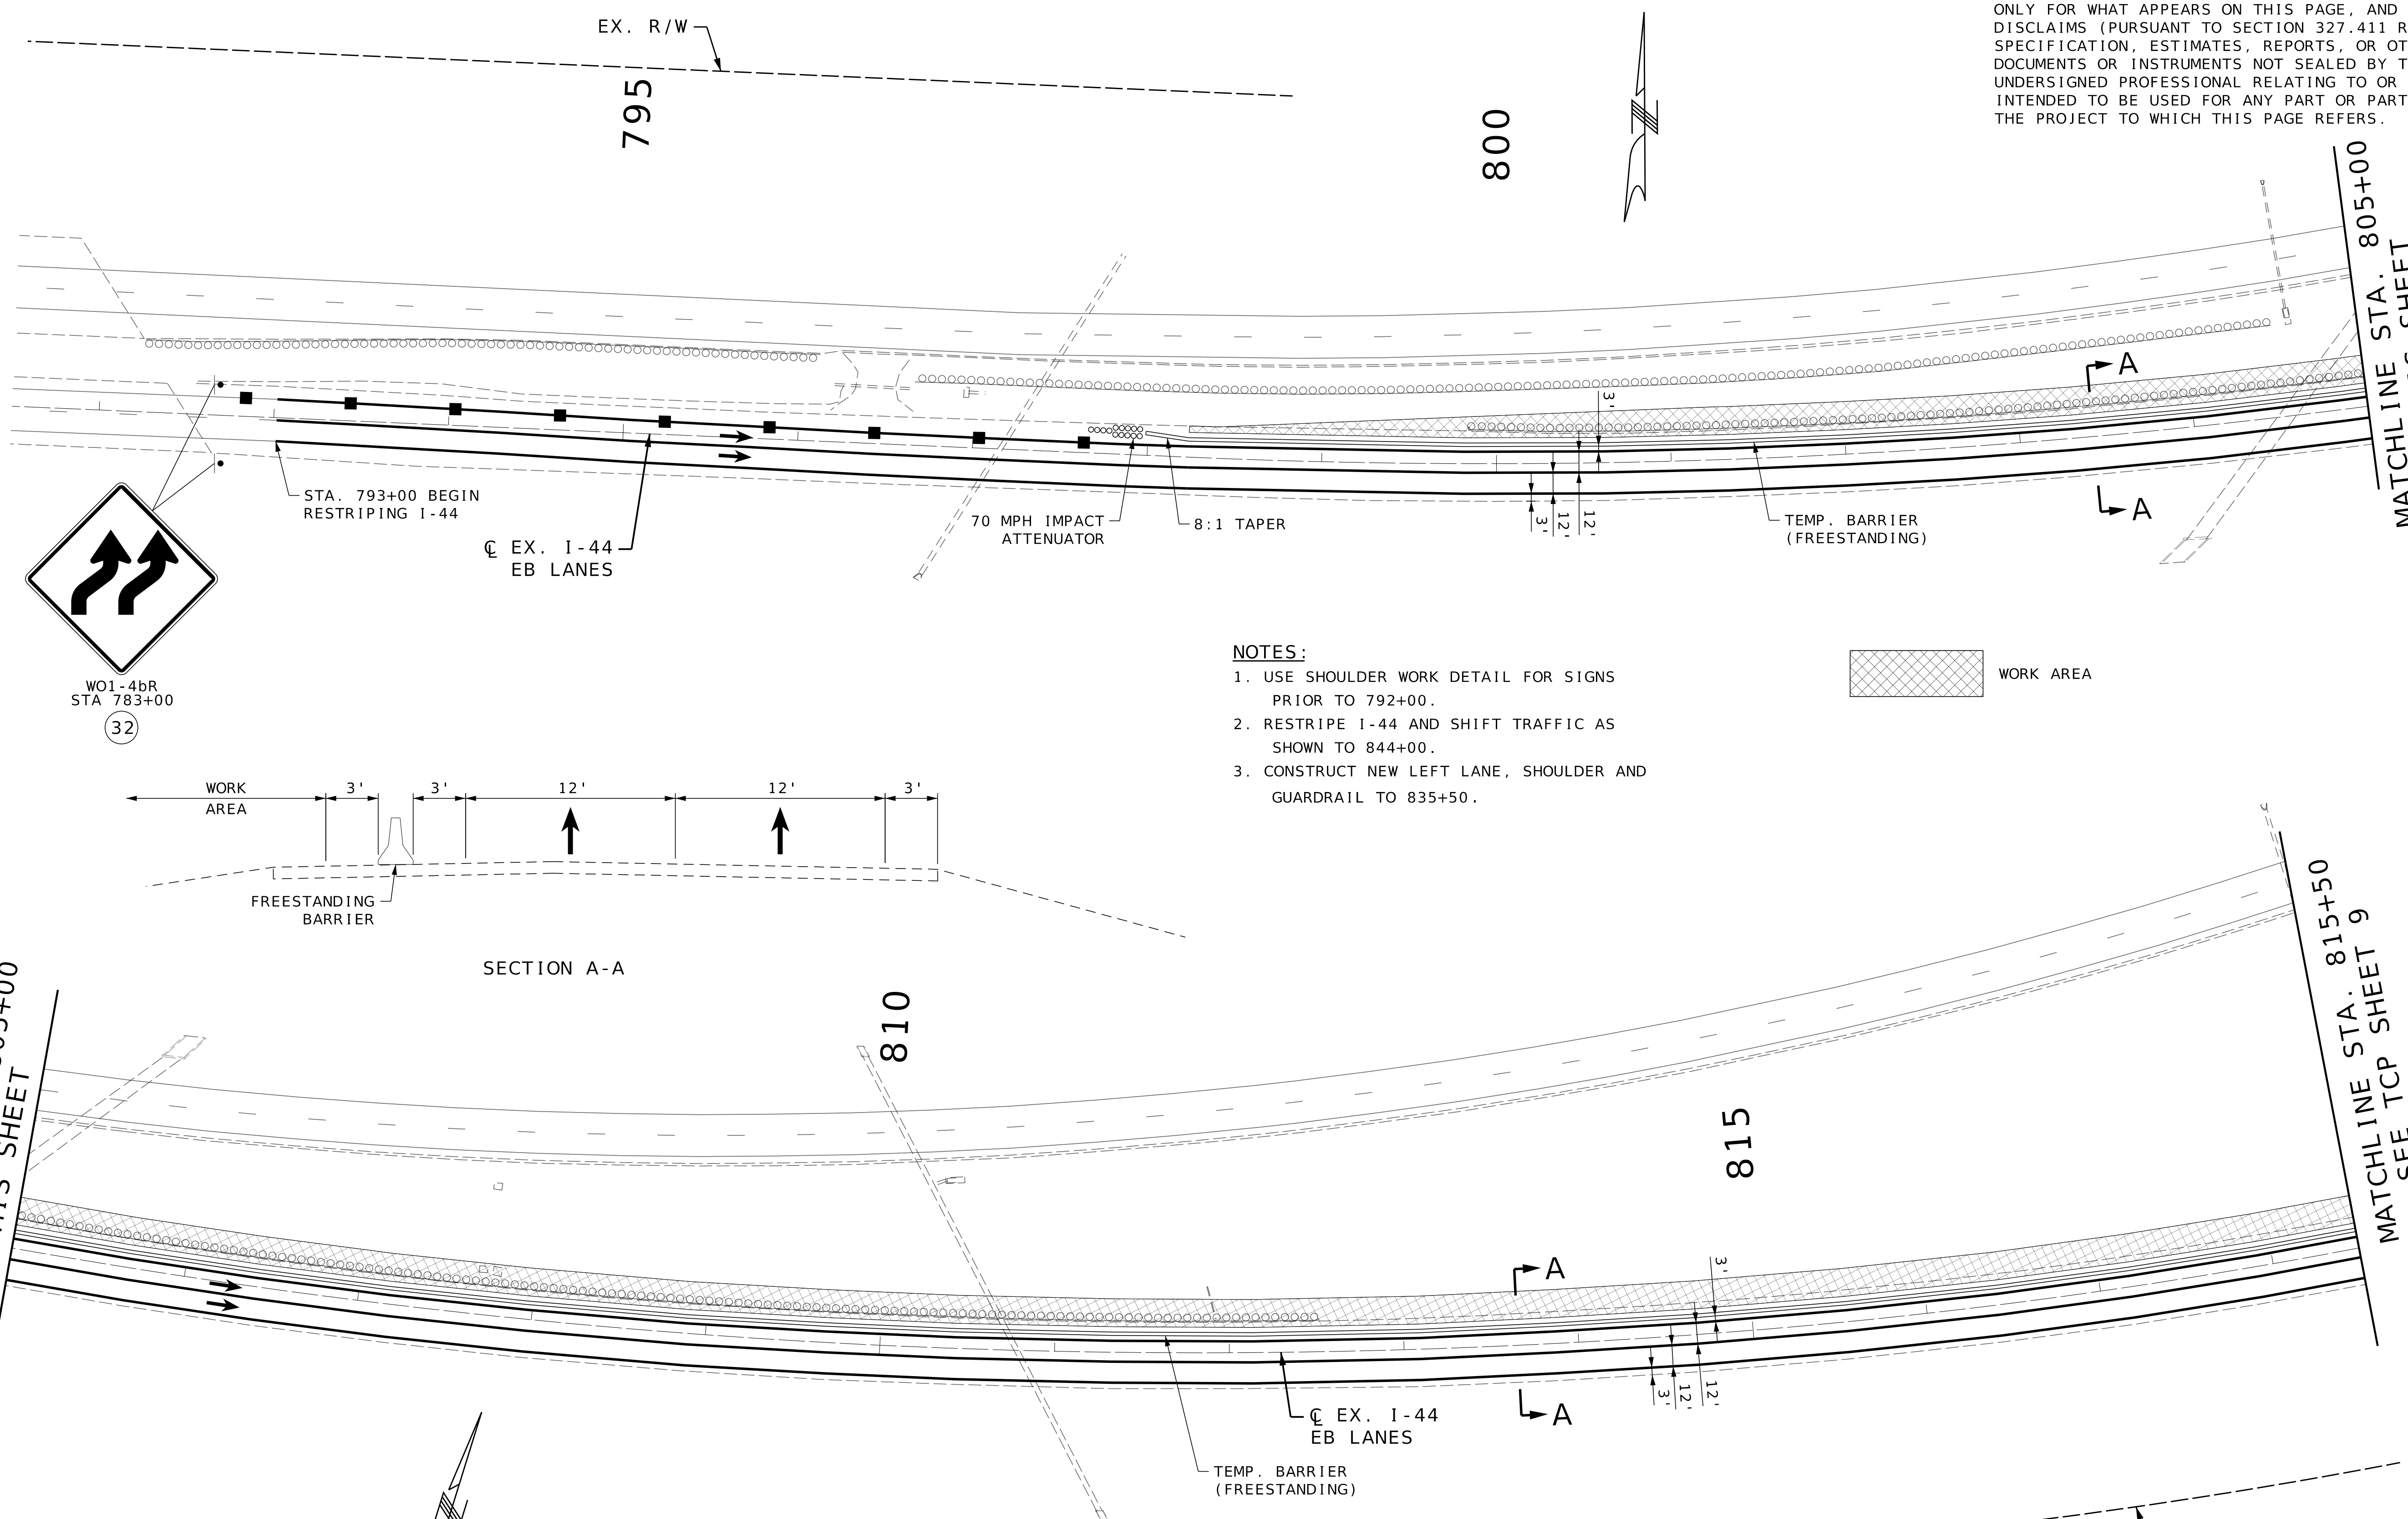 ONLY FOR WHAT APPEARS ON THIS PAGE, AND
DISCLAIMS (PURSUANT TO SECTION 327.411 R
SPECIFICATION, ESTIMATES, REPORTS, OR OT
DOCUMENTS OR INSTRUMENTS NOT SEALED BY T
UNDERSIGNED PROFESSIONAL RELATING TO OR
INTENDED TO BE USED FOR ANY PART OR PART
THE PROJECT TO WHICH THIS PAGE REFERS.
EX. R/W
795
800
N
MATCHLINE STA. 805+00
SHEET
A
3'
STA. 793+00 BEGIN
RESTRIPING I-44
℄ EX. I-44
EB LANES
70 MPH IMPACT
ATTENUATOR
8:1 TAPER
3'
12'
12'
TEMP. BARRIER
(FREESTANDING)
A
WO1-4bR
STA 783+00
32
NOTES:
1. USE SHOULDER WORK DETAIL FOR SIGNS
PRIOR TO 792+00.
2. RESTRIPE I-44 AND SHIFT TRAFFIC AS
SHOWN TO 844+00.
3. CONSTRUCT NEW LEFT LANE, SHOULDER AND
GUARDRAIL TO 835+50.
WORK AREA
WORK
AREA
3'
3'
12'
12'
3'
FREESTANDING
BARRIER
SECTION A-A
SHEET
810
815
MATCHLINE STA. 815+50
SEE TCP SHEET 9
A
3'
3'
12'
12'
A
℄ EX. I-44
EB LANES
TEMP. BARRIER
(FREESTANDING)
N